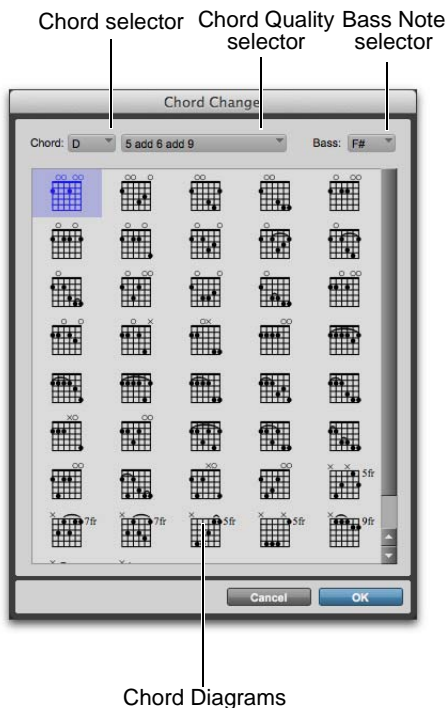 Chord selector
Chord Quality selector
Bass Note selector
Chord Change
Chord: D 5 add 6 add 9 Bass: F#
5fr
7fr 7fr 5fr 5fr 9fr
Cancel OK
Chord Diagrams